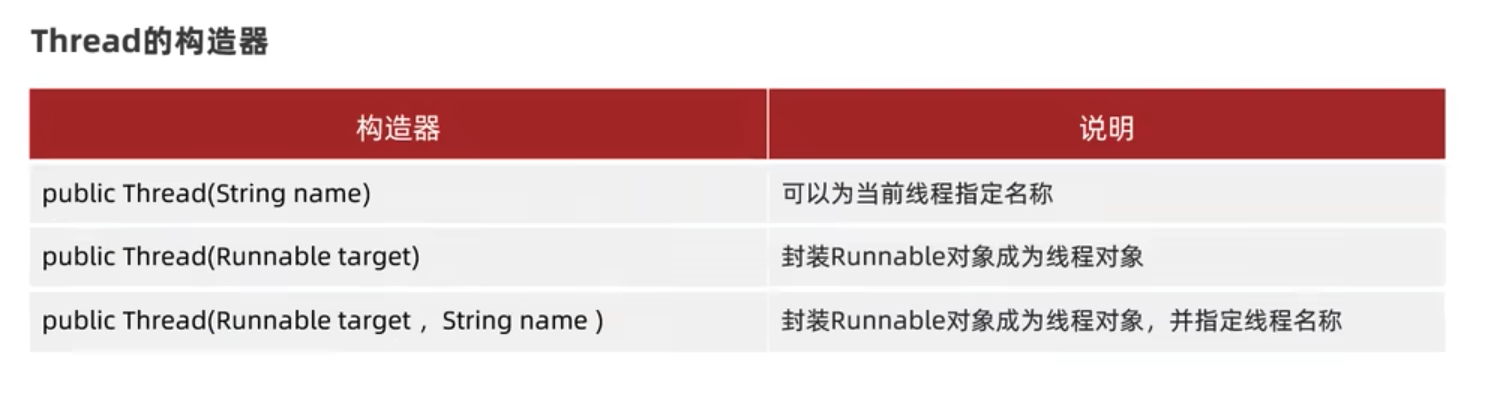 Thread的构造器
构造器 说明
public Thread(String name) 可以为当前线程指定名称
public Thread(Runnable target) 封装Runnable对象成为线程对象
public Thread(Runnable target ，String name ) 封装Runnable对象成为线程对象，并指定线程名称